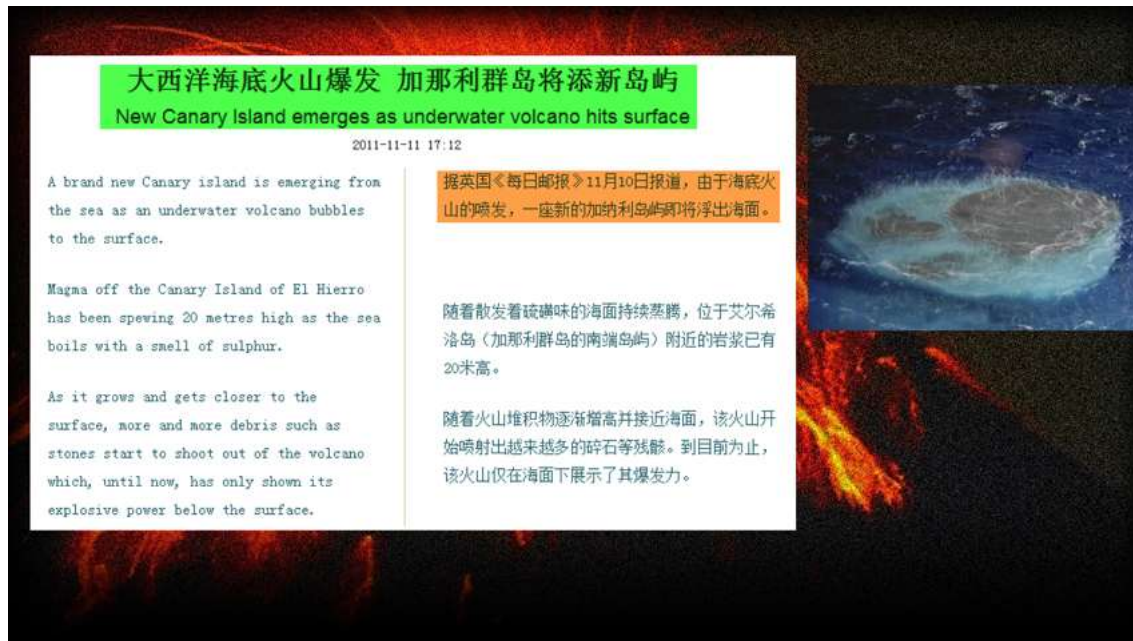 大西洋海底火山爆发 加那利群岛将添新岛屿
New Canary Island emerges as underwater volcano hits surface
2011-11-11 17:12
A brand new Canary island is emerging from
the sea as an underwater volcano bubbles
to the surface.
Magma off the Canary Island of El Hierro
has been spewing 20 metres high as the sea
boils with a smell of sulphur.
As it grows and gets closer to the
surface, more and more debris such as
stones start to shoot out of the volcano
which, until now, has only shown its
explosive power below the surface.
据英国《每日邮报》11月10日报道，由于海底火
山的喷发，一座新的加纳利岛屿即将浮出海面。
随着散发着硫磺味的海面持续蒸腾，位于艾尔希
洛岛（加那利群岛的南端岛屿）附近的岩浆已有
20米高。
随着火山堆积物逐渐增高并接近海面，该火山开
始喷射出越来越多的碎石等残骸。到目前为止，
该火山仅在海面下展示了其爆发力。